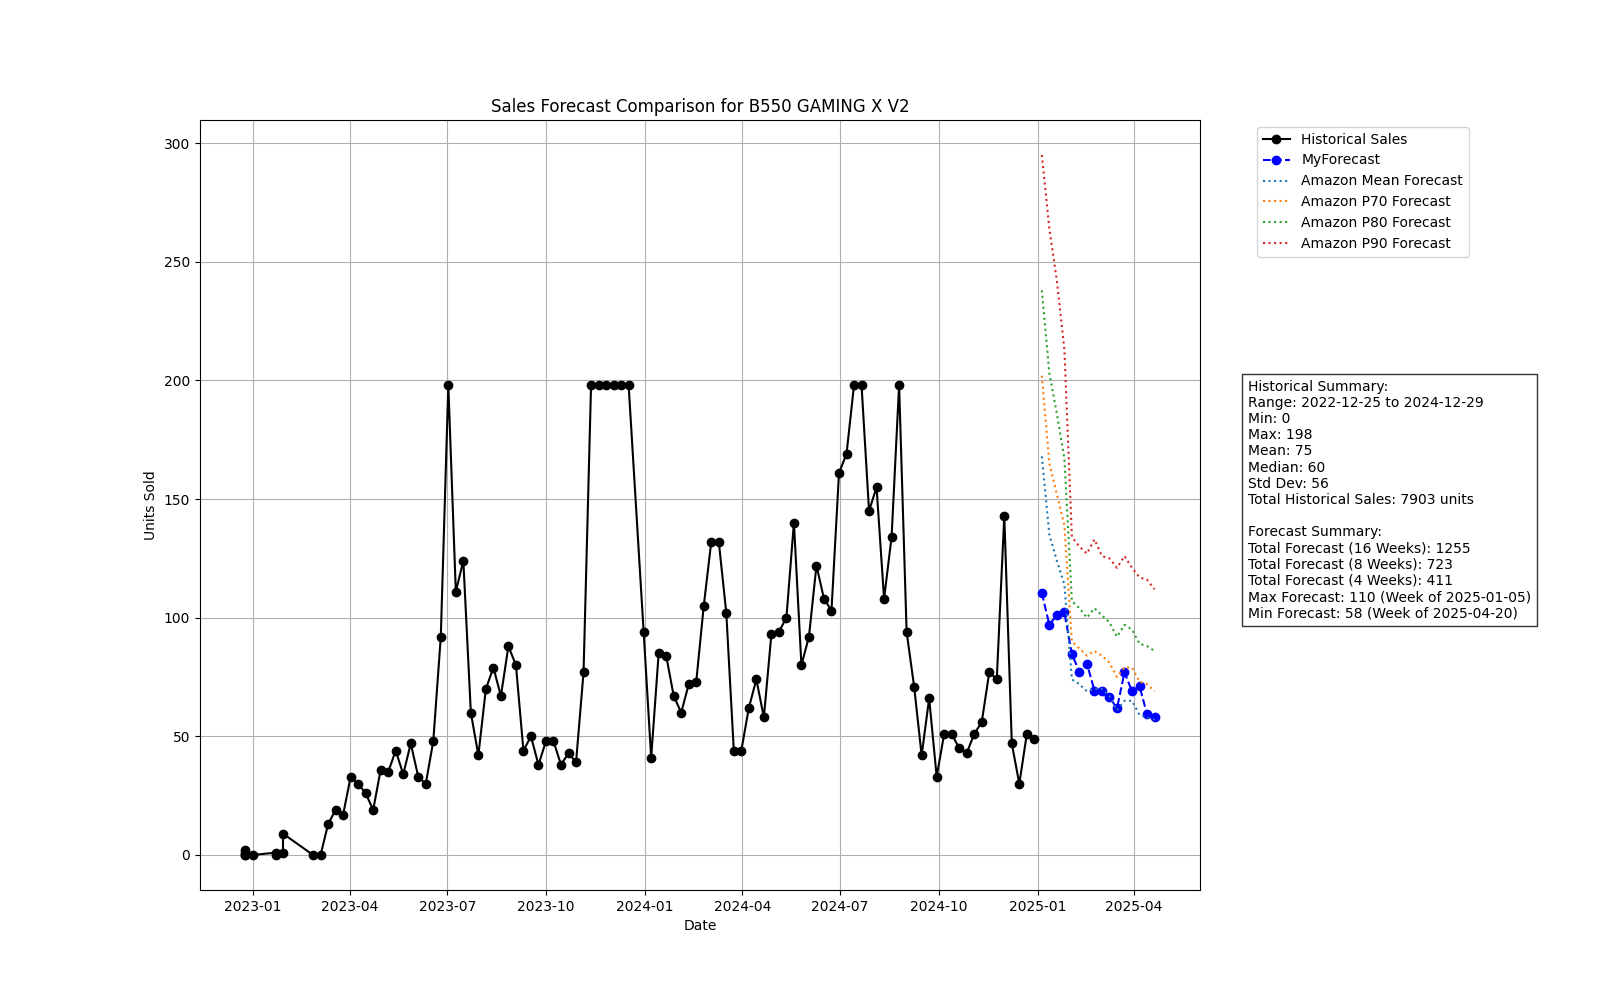 Sales Forecast Comparison for B550 GAMING X V2
300
250
200
150
100
50
0
Units Sold
2023-01 2023-04 2023-07 2023-10 2024-01 2024-04 2024-07 2024-10 2025-01 2025-04
Date
Historical Sales
MyForecast
Amazon Mean Forecast
Amazon P70 Forecast
Amazon P80 Forecast
Amazon P90 Forecast
Historical Summary:
Range: 2022-12-25 to 2024-12-29
Min: 0
Max: 198
Mean: 75
Median: 60
Std Dev: 56
Total Historical Sales: 7903 units
Forecast Summary:
Total Forecast (16 Weeks): 1255
Total Forecast (8 Weeks): 723
Total Forecast (4 Weeks): 411
Max Forecast: 110 (Week of 2025-01-05)
Min Forecast: 58 (Week of 2025-04-20)